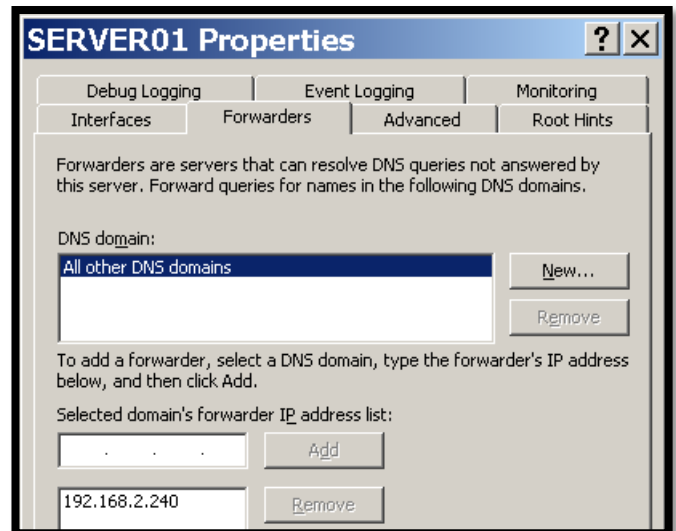 SERVER01 Properties
? X
Debug Logging Event Logging Monitoring
Interfaces Forwarders Advanced Root Hints
Forwarders are servers that can resolve DNS queries not answered by
this server. Forward queries for names in the following DNS domains.
DNS domain:
All other DNS domains
New...
Remove
To add a forwarder, select a DNS domain, type the forwarder's IP address
below, and then click Add.
Selected domain's forwarder IP address list:
. . . Add
192.168.2.240 Remove